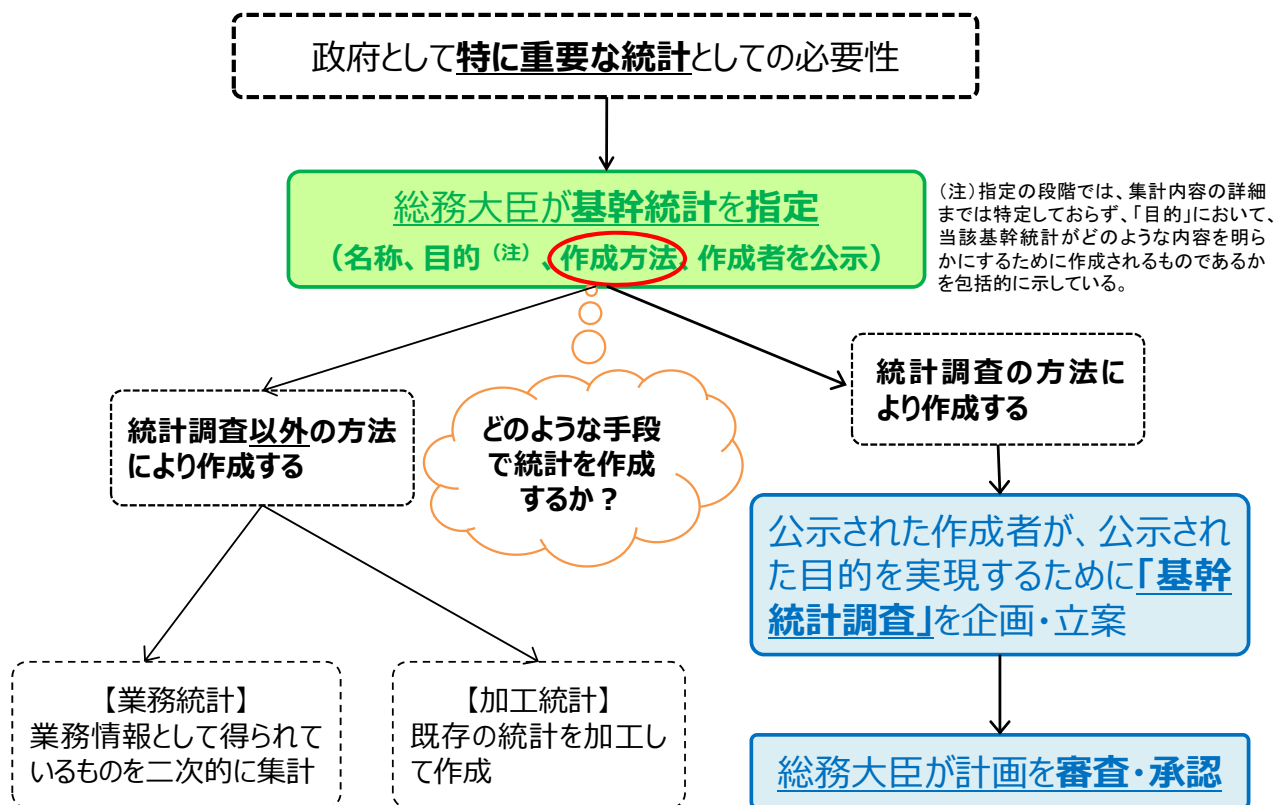 政府として特に重要な統計としての必要性
総務大臣が基幹統計を指定
（名称、目的（注）、作成方法、作成者を公示）
（注）指定の段階では、集計内容の詳細
までは特定しておらず、「目的」において、
当該基幹統計がどのような内容を明ら
かにするために作成されるものであるか
を包括的に示している。
統計調査以外の方法
により作成する
どのような手段
で統計を作成
するか？
統計調査の方法に
より作成する
公示された作成者が、公示され
た目的を実現するために「基幹
統計調査」を企画・立案
【業務統計】
業務情報として得られて
いるものを二次的に集計
【加工統計】
既存の統計を加工し
て作成
総務大臣が計画を審査・承認